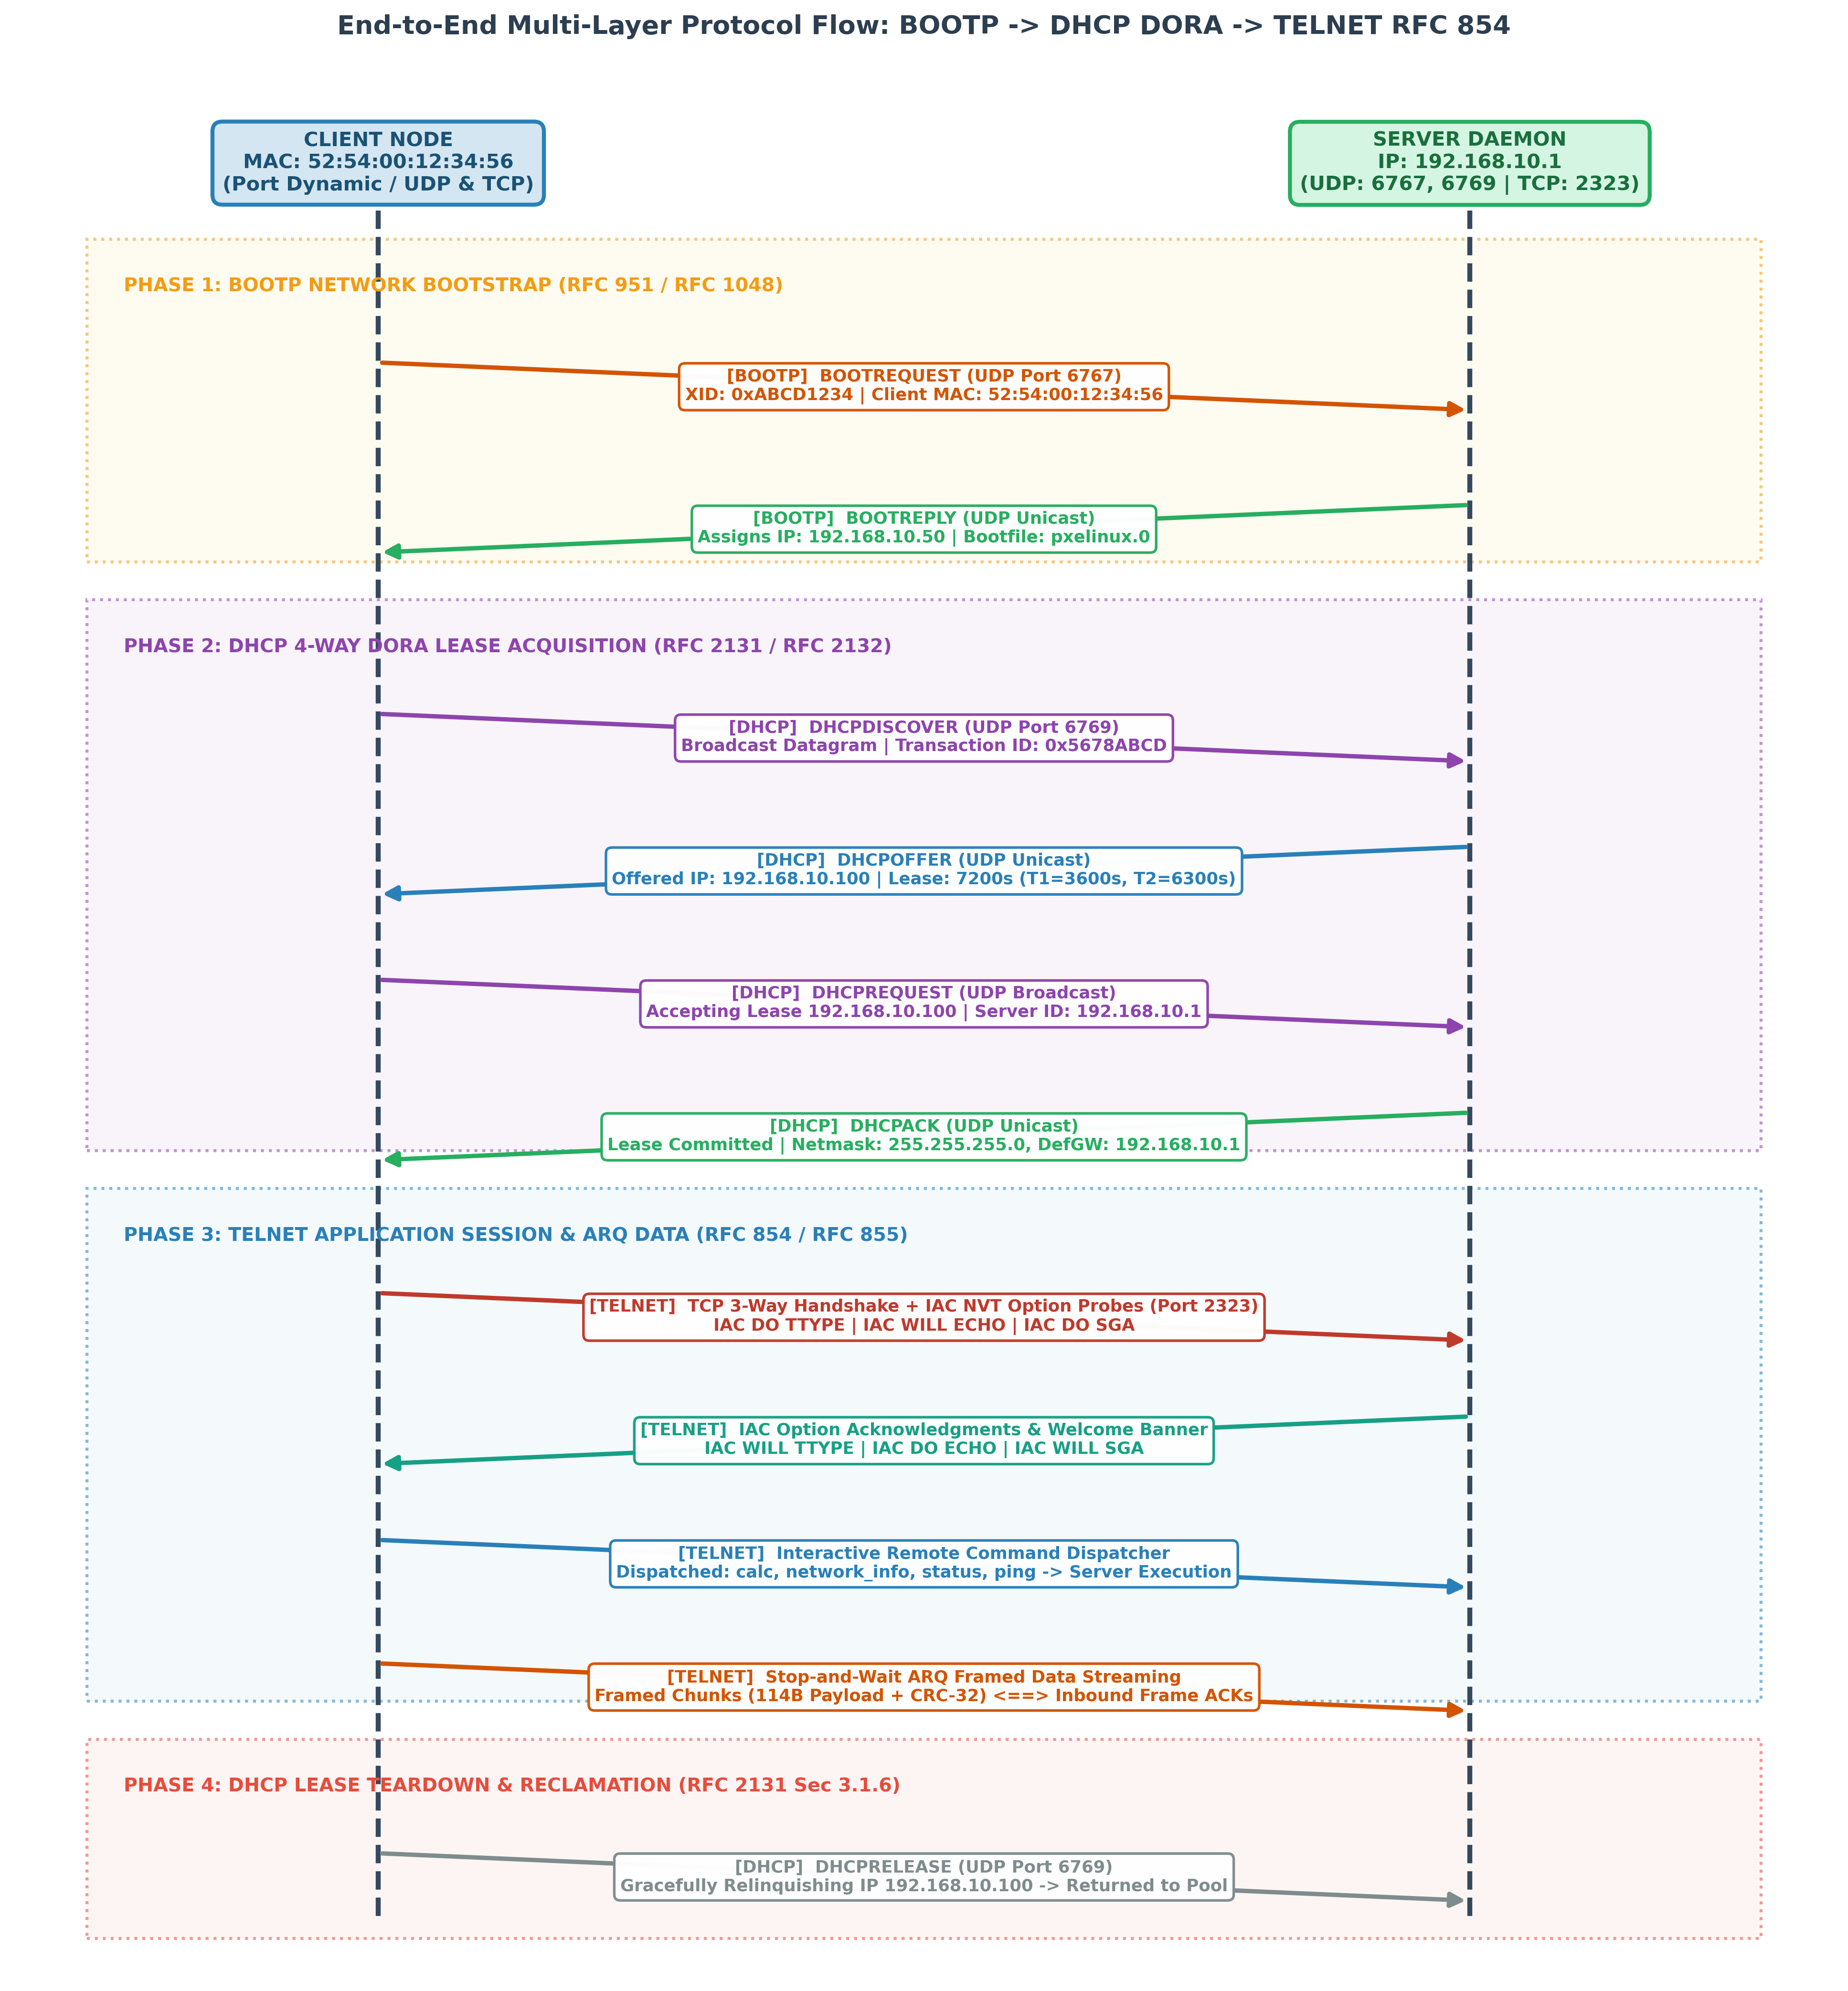 End-to-End Multi-Layer Protocol Flow: BOOTP -> DHCP DORA -> TELNET RFC 854
CLIENT NODE
MAC: 52:54:00:12:34:56
(Port Dynamic / UDP & TCP)
SERVER DAEMON
IP: 192.168.10.1
(UDP: 6767, 6769 | TCP: 2323)
PHASE 1: BOOTP NETWORK BOOTSTRAP (RFC 951 / RFC 1048)
[BOOTP]  BOOTREQUEST (UDP Port 6767)
XID: 0xABCD1234 | Client MAC: 52:54:00:12:34:56
[BOOTP]  BOOTREPLY (UDP Unicast)
Assigns IP: 192.168.10.50 | Bootfile: pxelinux.0
PHASE 2: DHCP 4-WAY DORA LEASE ACQUISITION (RFC 2131 / RFC 2132)
[DHCP]  DHCPDISCOVER (UDP Port 6769)
Broadcast Datagram | Transaction ID: 0x5678ABCD
[DHCP]  DHCPOFFER (UDP Unicast)
Offered IP: 192.168.10.100 | Lease: 7200s (T1=3600s, T2=6300s)
[DHCP]  DHCPREQUEST (UDP Broadcast)
Accepting Lease 192.168.10.100 | Server ID: 192.168.10.1
[DHCP]  DHCPACK (UDP Unicast)
Lease Committed | Netmask: 255.255.255.0, DefGW: 192.168.10.1
PHASE 3: TELNET APPLICATION SESSION & ARQ DATA (RFC 854 / RFC 855)
[TELNET]  TCP 3-Way Handshake + IAC NVT Option Probes (Port 2323)
IAC DO TTYPE | IAC WILL ECHO | IAC DO SGA
[TELNET]  IAC Option Acknowledgments & Welcome Banner
IAC WILL TTYPE | IAC DO ECHO | IAC WILL SGA
[TELNET]  Interactive Remote Command Dispatcher
Dispatched: calc, network_info, status, ping -> Server Execution
[TELNET]  Stop-and-Wait ARQ Framed Data Streaming
Framed Chunks (114B Payload + CRC-32) <==> Inbound Frame ACKs
PHASE 4: DHCP LEASE TEARDOWN & RECLAMATION (RFC 2131 Sec 3.1.6)
[DHCP]  DHCPRELEASE (UDP Port 6769)
Gracefully Relinquishing IP 192.168.10.100 -> Returned to Pool